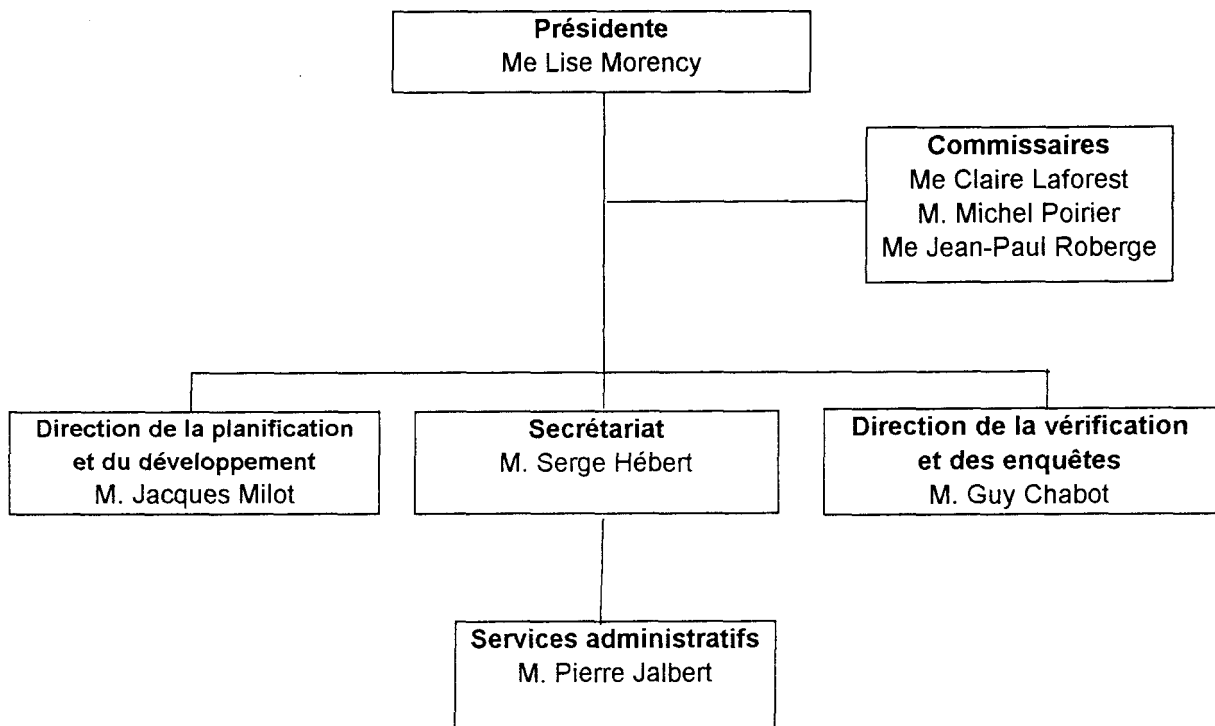 Présidente
Me Lise Morency
Commissaires
Me Claire Laforest
M. Michel Poirier
Me Jean-Paul Roberge
Direction de la planification
et du développement
M. Jacques Milot
Secrétariat
M. Serge Hébert
Direction de la vérification
et des enquêtes
M. Guy Chabot
Services administratifs
M. Pierre Jalbert